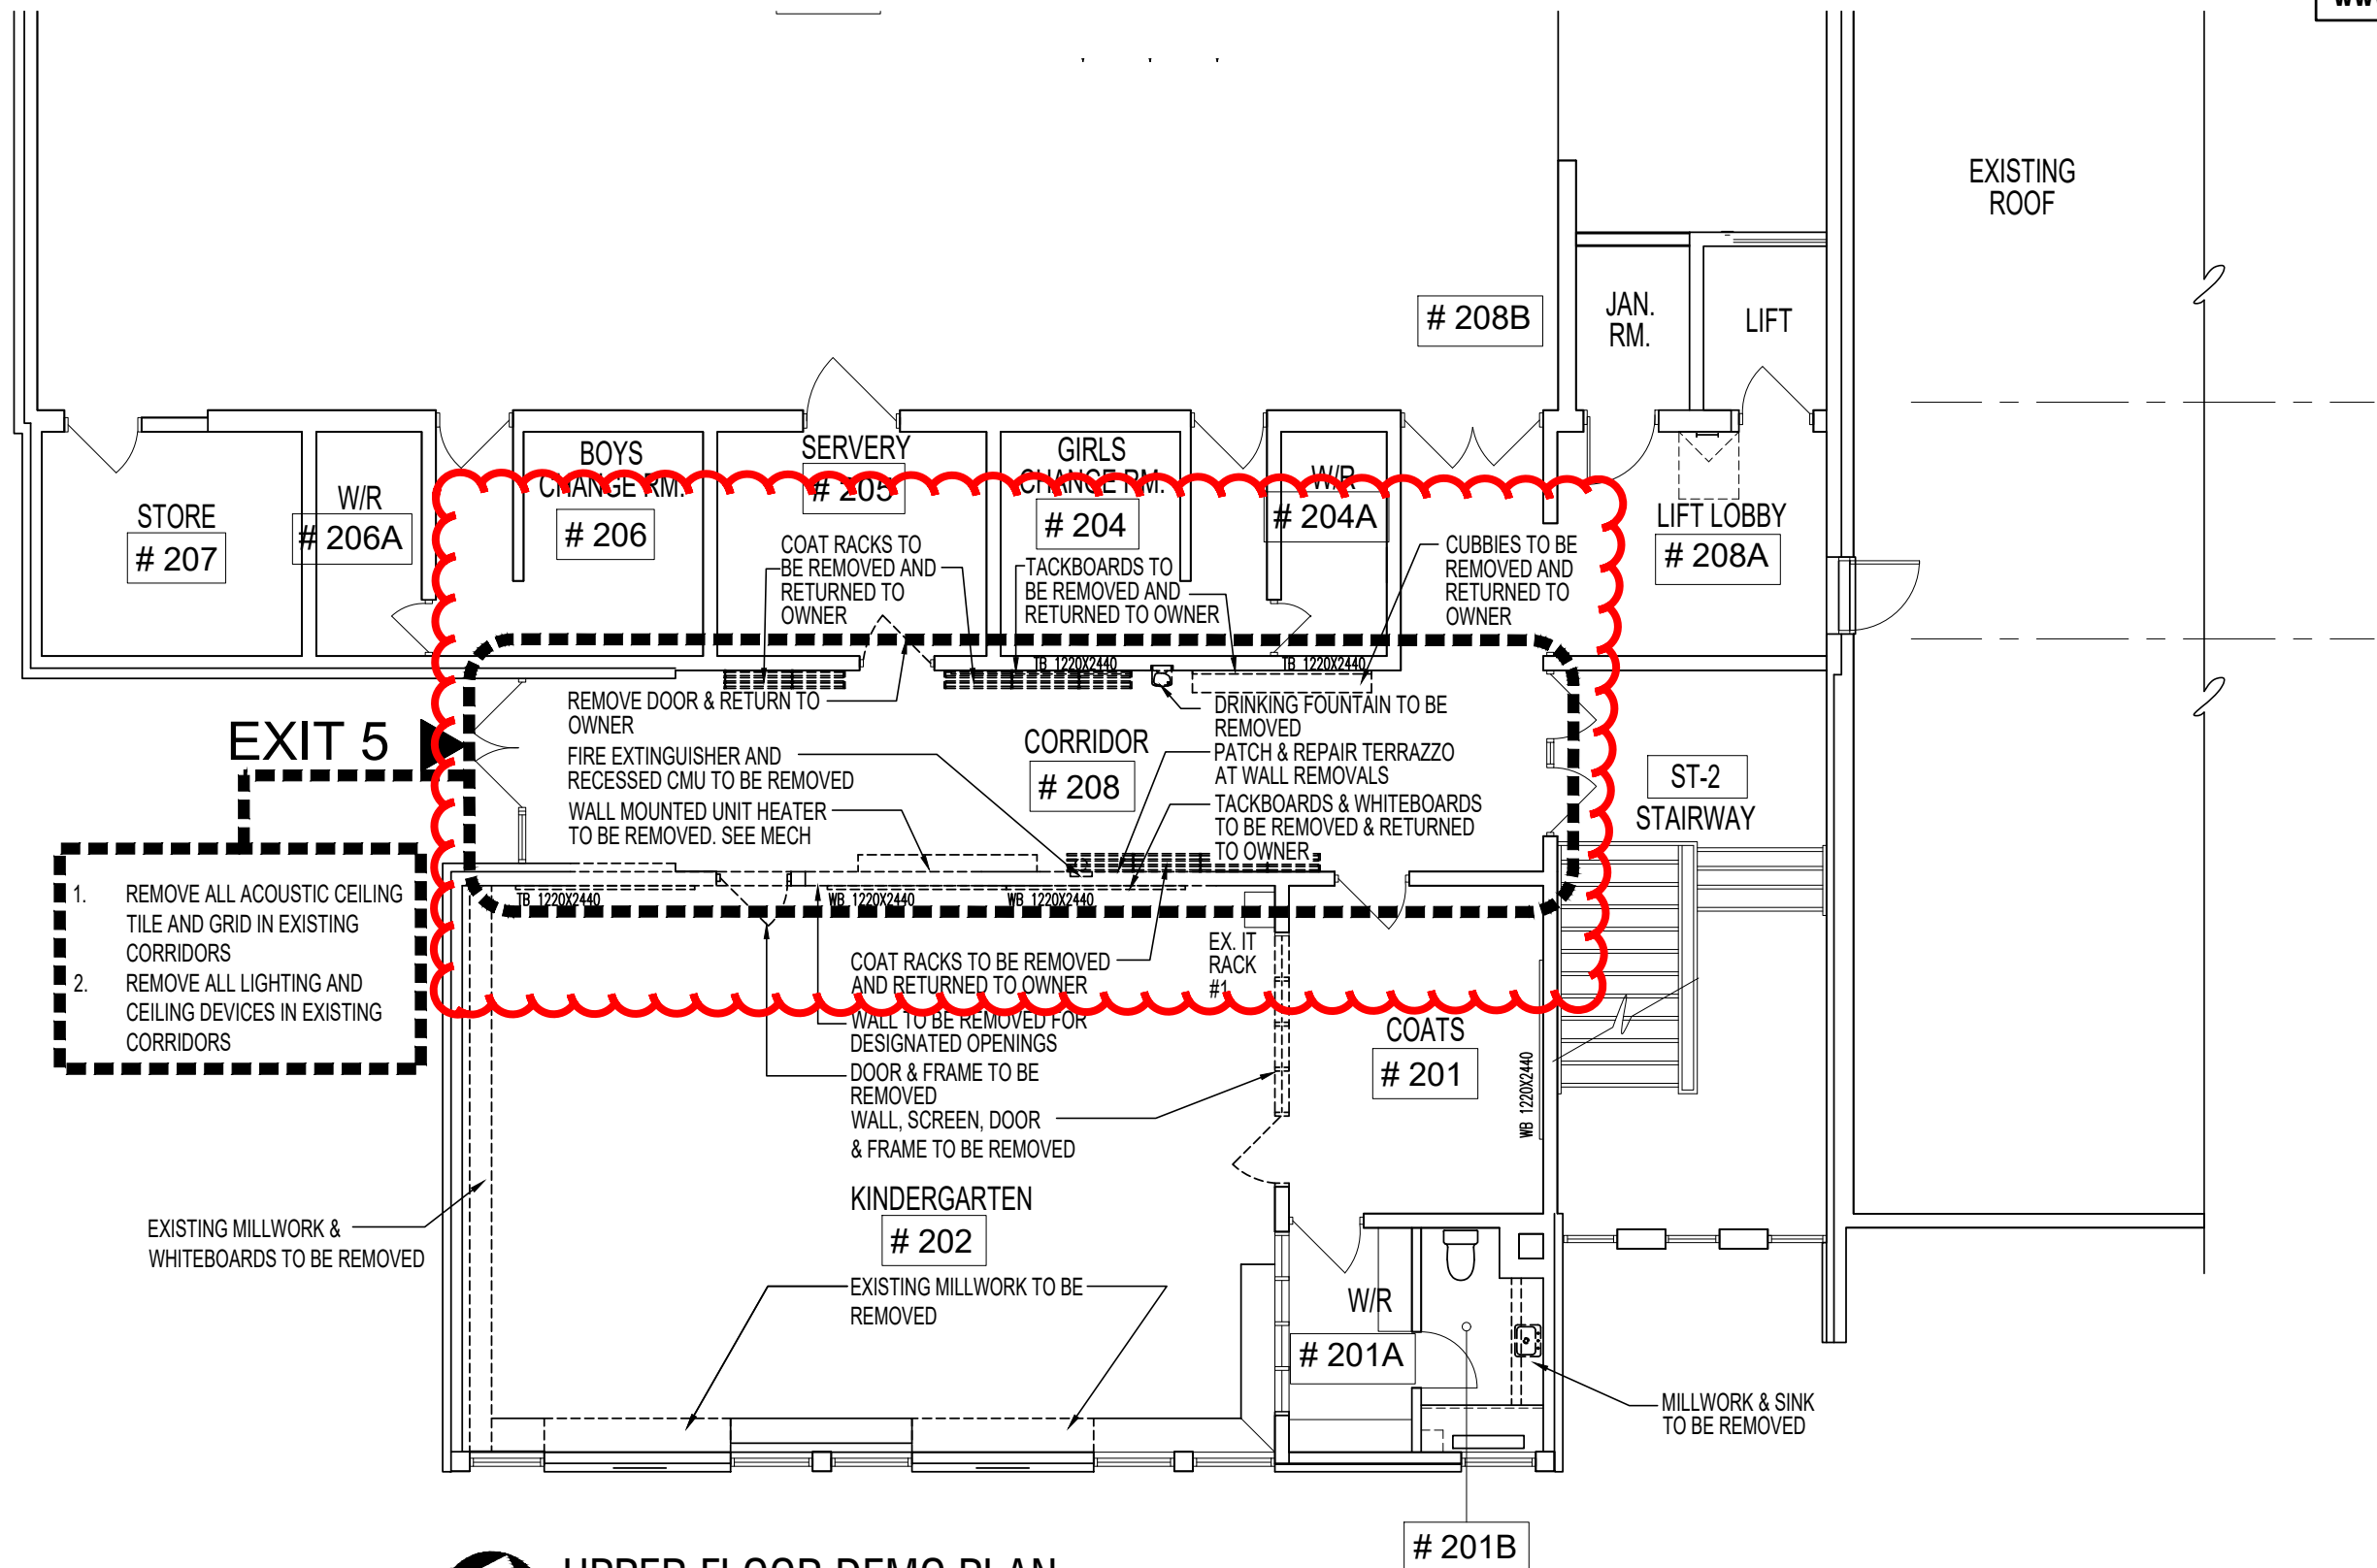 EXISTING
ROOF
# 208B
JAN.
RM.
LIFT
BOYS
CHANGE RM.
# 206
SERVERY
# 205
GIRLS
CHANGE RM.
# 204
W/R
# 204A
STORE
# 207
W/R
# 206A
LIFT LOBBY
# 208A
COAT RACKS TO
BE REMOVED AND
RETURNED TO
OWNER
TACKBOARDS TO
BE REMOVED AND
RETURNED TO OWNER
CUBBIES TO BE
REMOVED AND
RETURNED TO
OWNER
TB 1220X2440
TB 1220X2440
REMOVE DOOR & RETURN TO
OWNER
FIRE EXTINGUISHER AND
RECESSED CMU TO BE REMOVED
WALL MOUNTED UNIT HEATER
TO BE REMOVED. SEE MECH
EXIT 5
CORRIDOR
# 208
DRINKING FOUNTAIN TO BE
REMOVED
PATCH & REPAIR TERRAZZO
AT WALL REMOVALS
TACKBOARDS & WHITEBOARDS
TO BE REMOVED & RETURNED
TO OWNER
ST-2
STAIRWAY
1. REMOVE ALL ACOUSTIC CEILING
TILE AND GRID IN EXISTING
CORRIDORS
2. REMOVE ALL LIGHTING AND
CEILING DEVICES IN EXISTING
CORRIDORS
TB 1220X2440
WB 1220X2440
WB 1220X2440
EX. IT
RACK
#1
COAT RACKS TO BE REMOVED
AND RETURNED TO OWNER
WALL TO BE REMOVED FOR
DESIGNATED OPENINGS
DOOR & FRAME TO BE
REMOVED
WALL, SCREEN, DOOR
& FRAME TO BE REMOVED
COATS
# 201
WB 1220X2440
KINDERGARTEN
# 202
EXISTING MILLWORK &
WHITEBOARDS TO BE REMOVED
EXISTING MILLWORK TO BE
REMOVED
W/R
# 201A
MILLWORK & SINK
TO BE REMOVED
# 201B
UPPER FLOOR DEMO PLAN